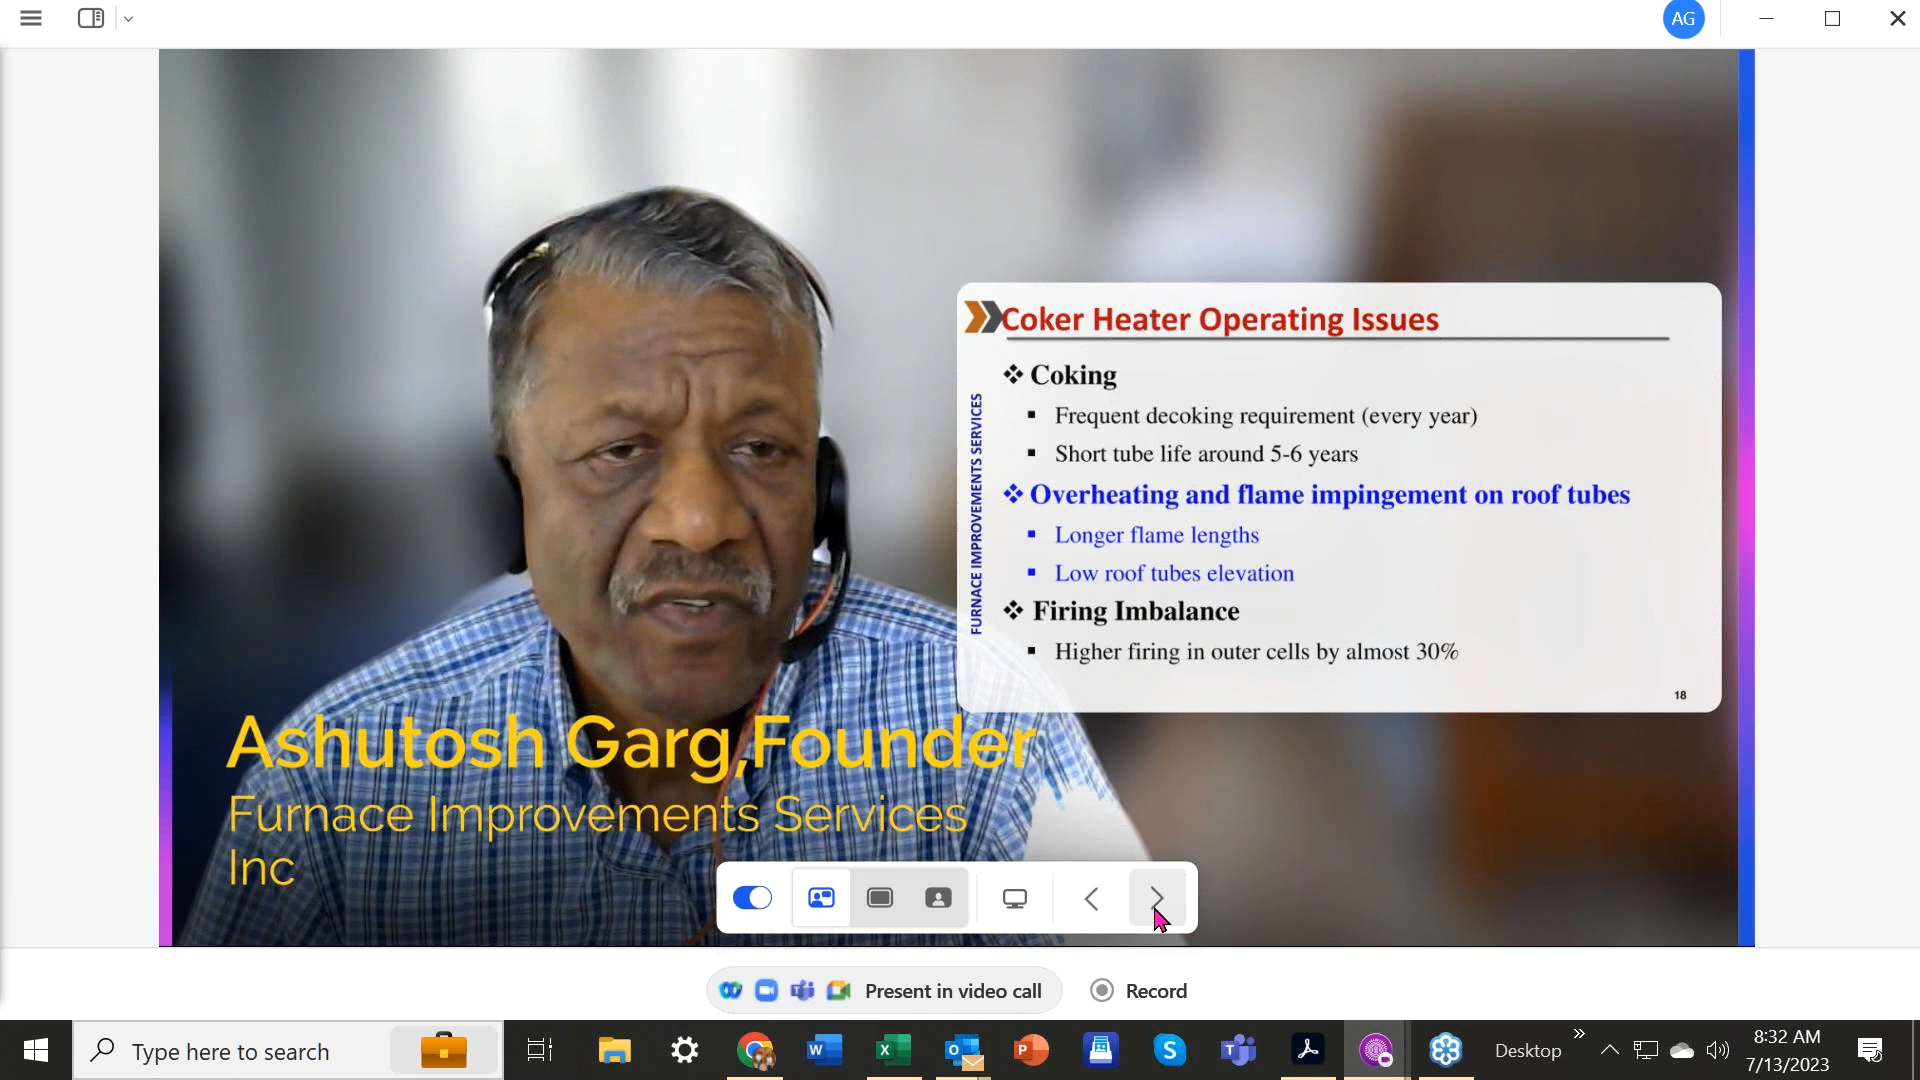 AG
Coker Heater Operating Issues
Coking
Frequent decoking requirement (every year)
Short tube life around 5-6 years
Overheating and flame impingement on roof tubes
Longer flame lengths
Low roof tubes elevation
Firing Imbalance
Higher firing in outer cells by almost 30%
18
FURNACE IMPROVEMENTS SERVICES
Ashutosh Garg,Founder
Furnace Improvements Services
Inc
Present in video call
Record
Type here to search
Desktop
8:32 AM
7/13/2023